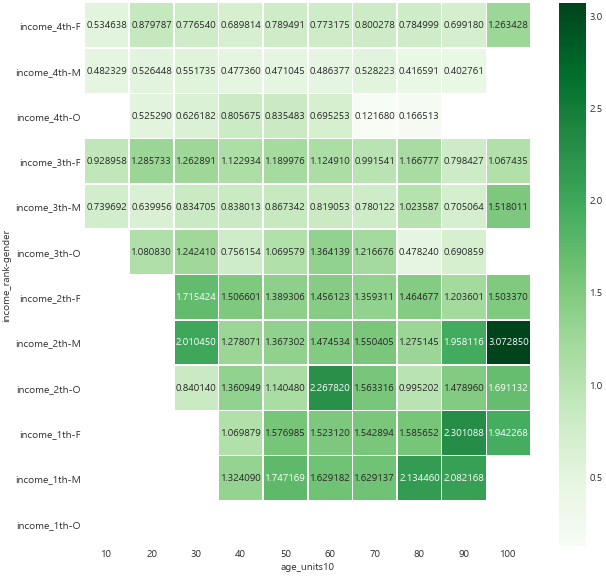 income_4th-F 0.534638 0.879787 0.776540 0.689814 0.789491 0.773175 0.800278 0.784999 0.699180 1.263428
income_4th-M 0.482329 0.526448 0.551735 0.477360 0.471045 0.486377 0.528223 0.416591 0.402761
income_4th-O 0.525290 0.626182 0.805675 0.835483 0.695253 0.121680 0.166513
income_3th-F 0.928958 1.285733 1.262891 1.122934 1.189976 1.124910 0.991541 1.166777 0.798427 1.067435
income_3th-M 0.739692 0.639956 0.834705 0.838013 0.867342 0.819053 0.780122 1.023587 0.705064 1.518011
income_3th-O 1.080830 1.242410 0.756154 1.069579 1.364139 1.216676 0.478240 0.690859
income_2th-F 1.715424 1.506601 1.389306 1.456123 1.359311 1.464677 1.203601 1.503370
income_2th-M 2.010450 1.278071 1.367302 1.474534 1.550405 1.275145 1.958116 3.072850
income_2th-O 0.840140 1.360949 1.140480 2.267820 1.563316 0.995202 1.478960 1.691132
income_1th-F 1.069879 1.576985 1.523120 1.542894 1.585652 2.301088 1.942268
income_1th-M 1.324090 1.747169 1.629182 1.629137 2.134460 2.082168
income_1th-O
10 20 30 40 50 60 70 80 90 100
age_units10
income_rank-gender
3.0
2.5
2.0
1.5
1.0
0.5